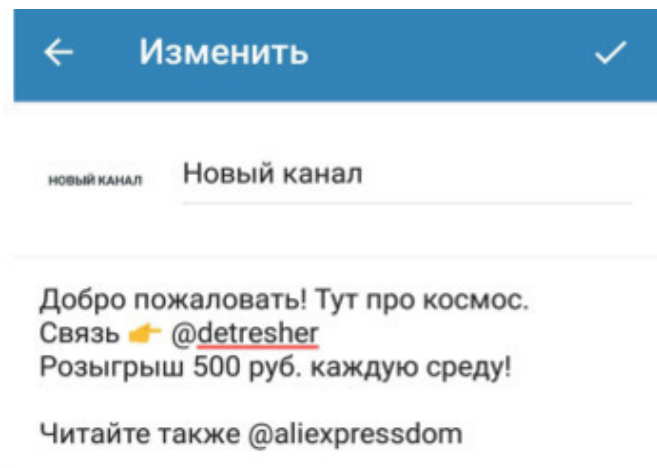 Изменить
НОВЫЙ КАНАЛ
Новый канал
Добро пожаловать! Тут про космос.
Связь 👉 @detresher
Розыгрыш 500 руб. каждую среду!
Читайте также @aliexpressdom